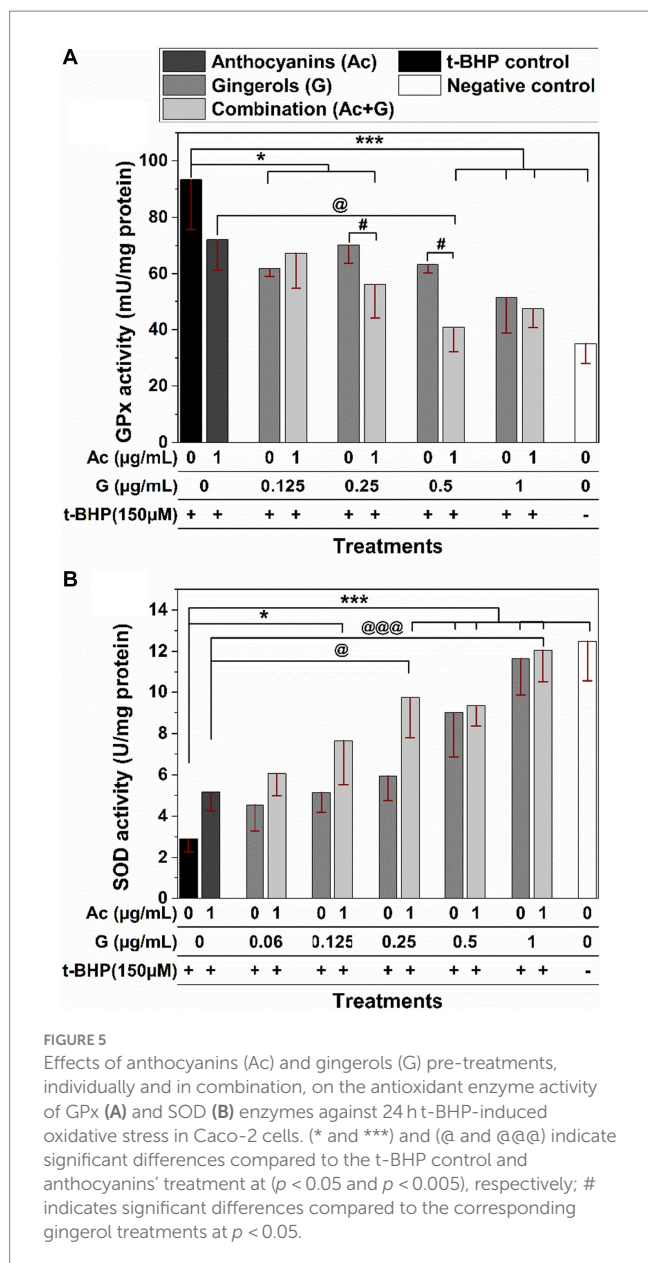 A
Anthocyanins (Ac)
t-BHP control
Gingerols (G)
Negative control
Combination (Ac+G)
***
*
@
#
#
100
80
60
40
20
0
GPx activity (mU/mg protein)
Ac (µg/mL) 0 1 0 1 0 1 0 1 0 1 0
G (µg/mL) 0 0.125 0.25 0.5 1 0
t-BHP(150µM) + + + + + + + + + + -
Treatments
B
***
*
@@@
@
14
12
10
8
6
4
2
0
SOD activity (U/mg protein)
Ac (µg/mL) 0 1 0 1 0 1 0 1 0 1 0 1 0
G (µg/mL) 0 0.06 0.125 0.25 0.5 1 0
t-BHP(150µM) + + + + + + + + + + + + -
Treatments
FIGURE 5
Effects of anthocyanins (Ac) and gingerols (G) pre-treatments,
individually and in combination, on the antioxidant enzyme activity
of GPx (A) and SOD (B) enzymes against 24 h t-BHP-induced
oxidative stress in Caco-2 cells. (* and ***) and (@ and @@@) indicate
significant differences compared to the t-BHP control and
anthocyanins’ treatment at (p < 0.05 and p < 0.005), respectively; #
indicates significant differences compared to the corresponding
gingerol treatments at p < 0.05.